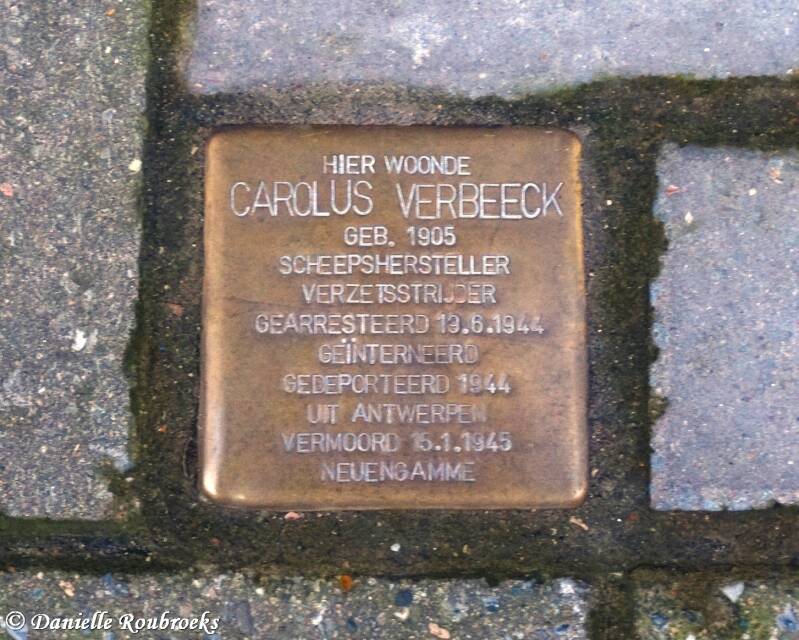 HIER WOONDE
CAROLUS VERBEECK
GEB. 1905
SCHEEPSHERSTELLER
VERZETSSTRIJDER
GEARRESTEERD 19.6.1944
GEÏNTERNEERD
GEDEPORTEERD 1944
UIT ANTWERPEN
VERMOORD 15.1.1945
NEUENGAMME
© Danielle Roubroeks